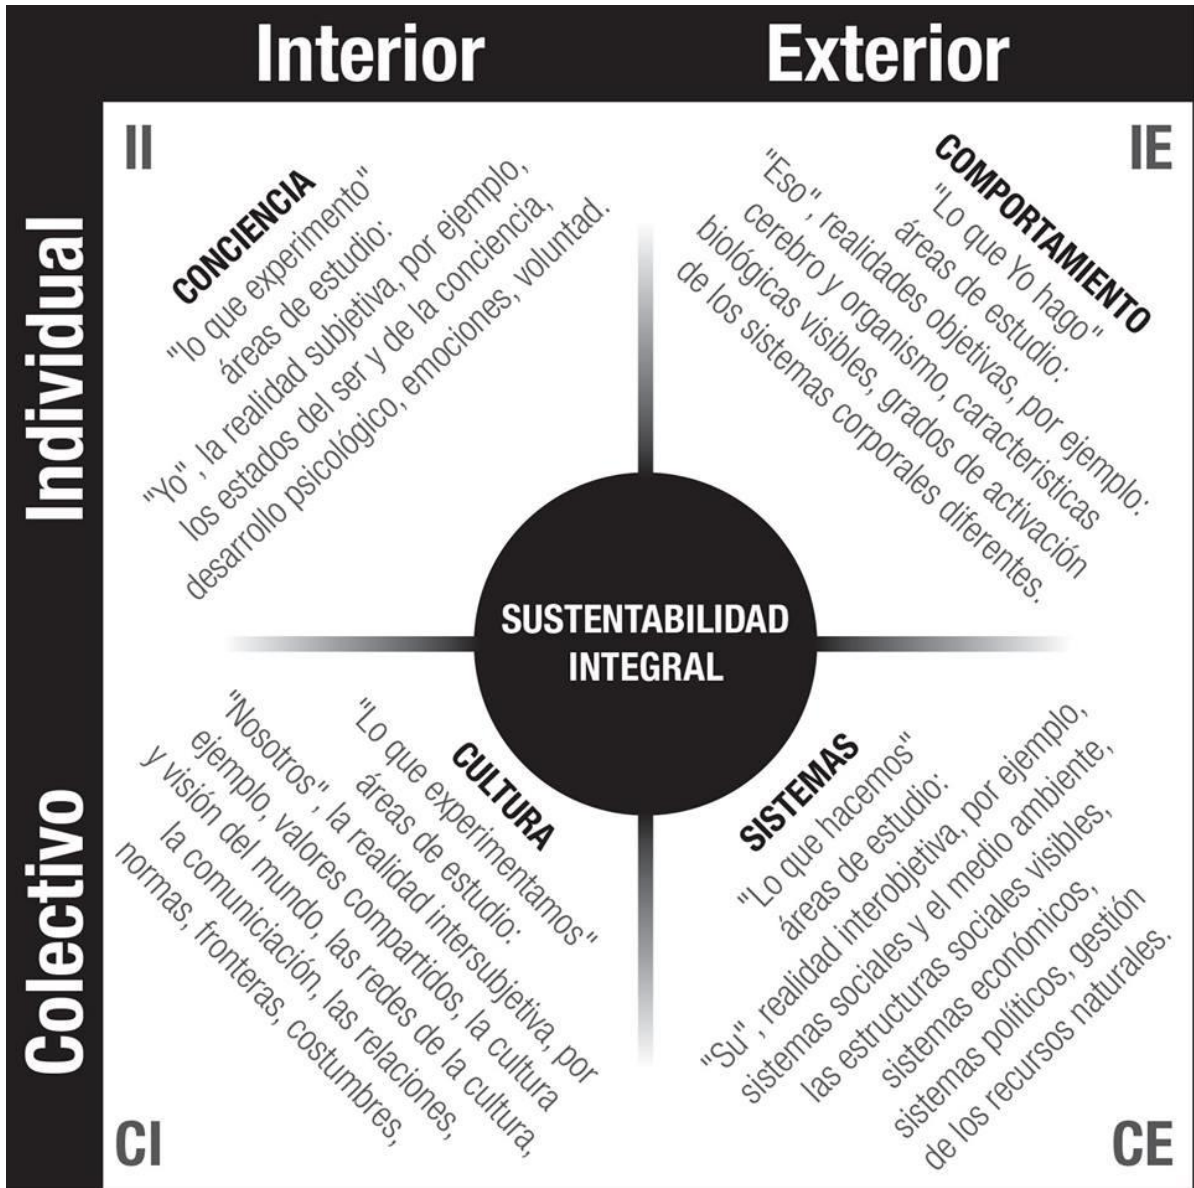 Interior
Exterior
Individual
Colectivo
II
CONCIENCIA
"lo que experimento"
áreas de estudio:
"Yo", la realidad subjetiva, por ejemplo,
los estados del ser y de la conciencia,
desarrollo psicológico, emociones, voluntad.
IE
COMPORTAMIENTO
"Lo que Yo hago"
áreas de estudio:
"Eso", realidades objetivas, por ejemplo:
cerebro y organismo, características
biológicas visibles, grados de activación
de los sistemas corporales diferentes.
SUSTENTABILIDAD
INTEGRAL
CULTURA
"Lo que experimentamos"
áreas de estudio:
"Nosotros", la realidad intersubjetiva, por
ejemplo, valores compartidos, la cultura
y visión del mundo, las redes de la cultura,
la comuniciación, las relaciones,
normas, fronteras, costumbres,
CI
SISTEMAS
"Lo que hacemos"
áreas de estudio:
"Su", realidad interobjetiva, por ejemplo,
sistemas sociales y el medio ambiente,
las estructuras sociales visibles,
sistemas económicos,
sistemas políticos, gestión
de los recursos naturales.
CE